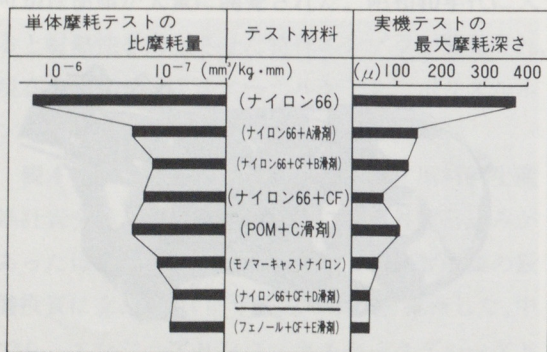 単体摩耗テストの
比摩耗量
テスト材料
実機テストの
最大摩耗深さ
10⁻⁶ 10⁻⁷ (mm³/kg・mm)
(μ) 100 200 300 400
(ナイロン66)
(ナイロン66+A滑剤)
(ナイロン66+CF+B滑剤)
(ナイロン66+CF)
(POM+C滑剤)
(モノマーキャストナイロン)
(ナイロン66+CF+D滑剤)
(フェノール+CF+E滑剤)